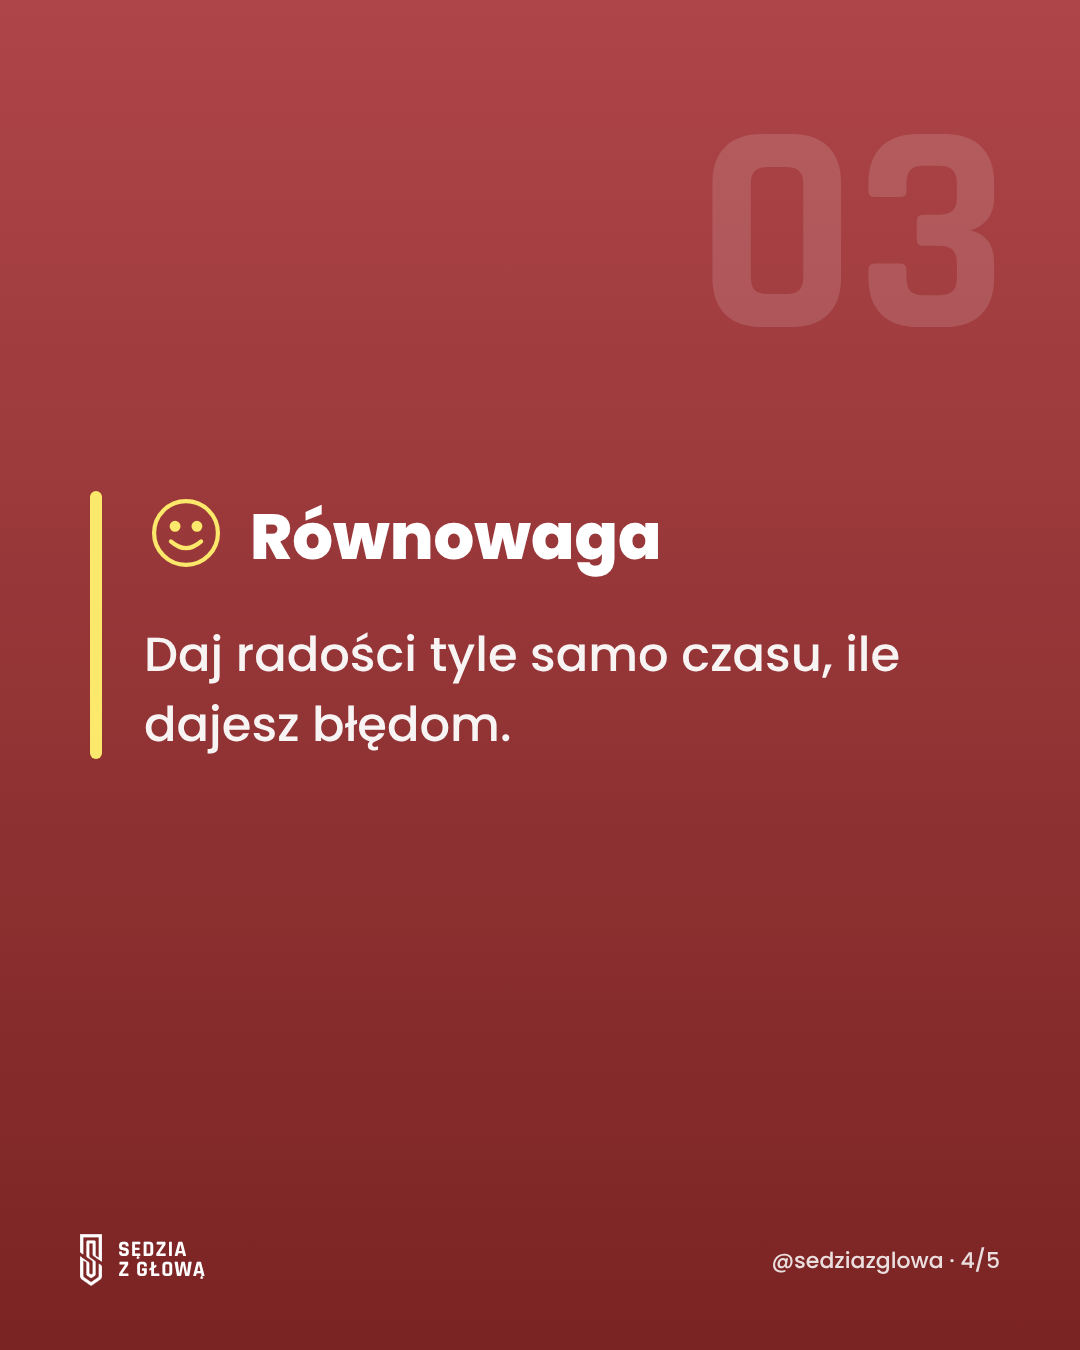 03
Równowaga
Daj radości tyle samo czasu, ile
dajesz błędom.
SĘDZIA
Z GŁOWĄ
@sedziazglowa · 4/5